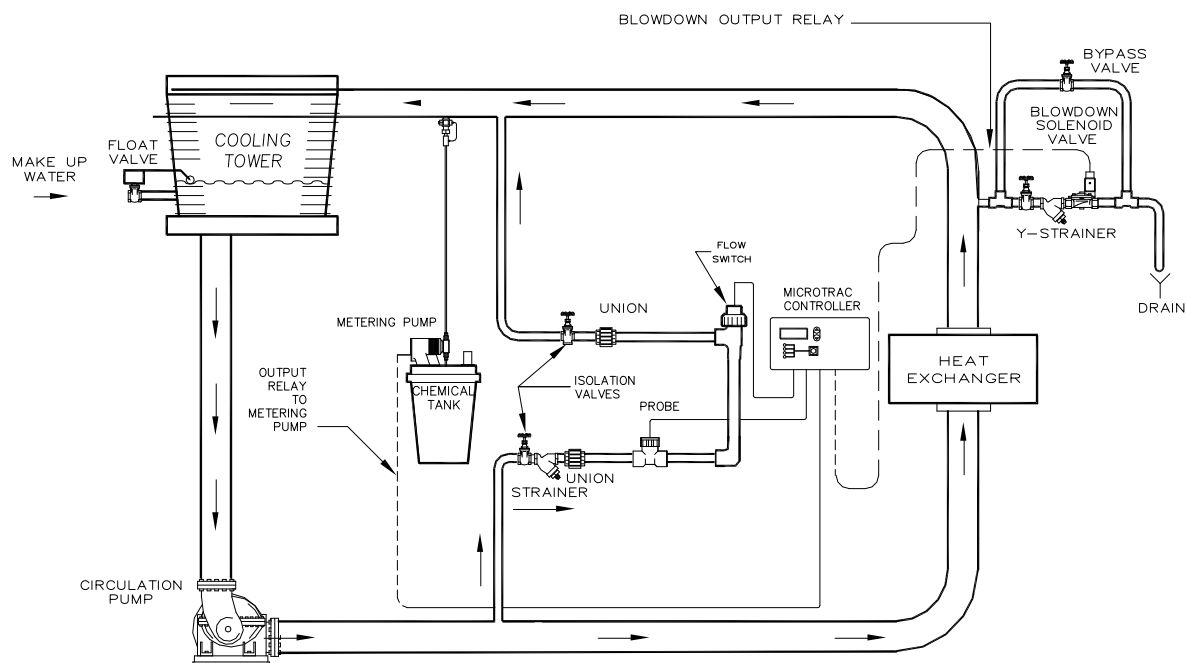 BLOWDOWN OUTPUT RELAY
BYPASS
VALVE
BLOWDOWN
SOLENOID
VALVE
COOLING
TOWER
FLOAT
VALVE
MAKE UP
WATER
Y-STRAINER
DRAIN
FLOW
SWITCH
MICROTRAC
CONTROLLER
UNION
METERING PUMP
HEAT
EXCHANGER
OUTPUT
RELAY
TO
METERING
PUMP
CHEMICAL
TANK
ISOLATION
VALVES
PROBE
UNION
STRAINER
CIRCULATION
PUMP